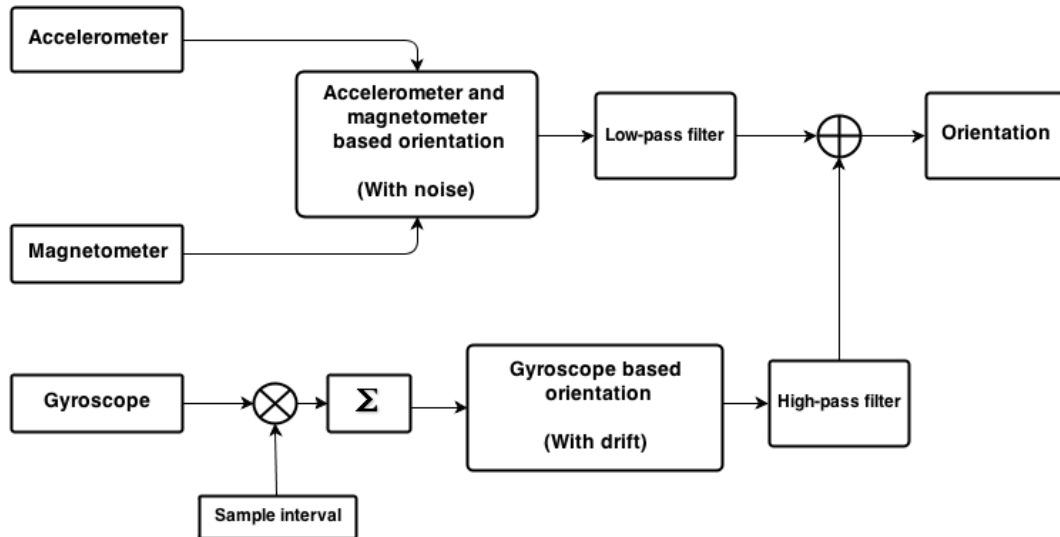 Accelerometer
Accelerometer and
magnetometer
based orientation
(With noise)
Low-pass filter
Orientation
Magnetometer
Gyroscope
Σ
Gyroscope based
orientation
(With drift)
High-pass filter
Sample interval